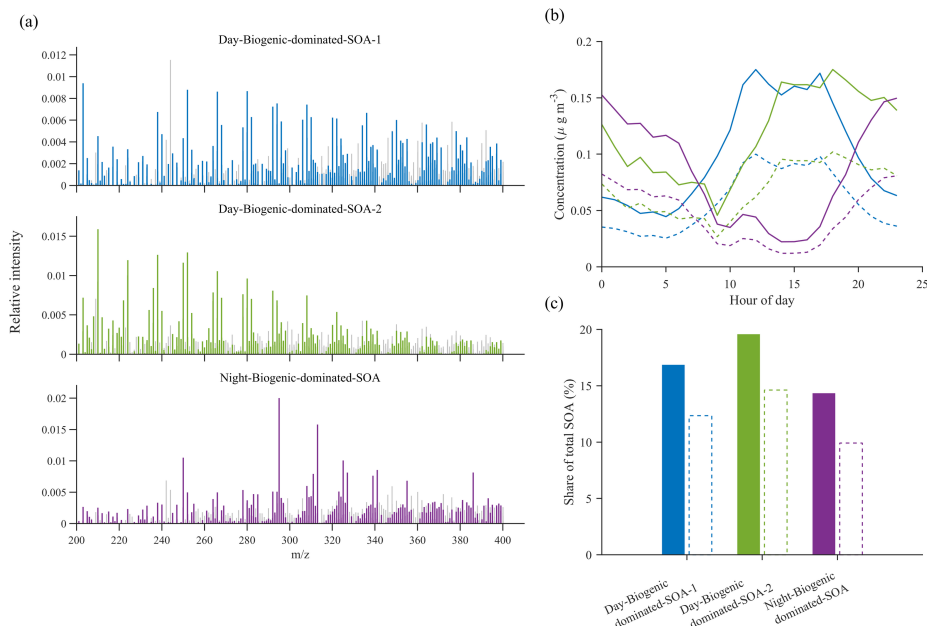 (a)
Day-Biogenic-dominated-SOA-1
0.012
0.01
0.008
0.006
0.004
0.002
0
Day-Biogenic-dominated-SOA-2
0.015
0.01
0.005
0
Relative intensity
Night-Biogenic-dominated-SOA
0.02
0.015
0.01
0.005
0
200 220 240 260 280 300 320 340 360 380 400
m/z
(b)
0.2
0.15
0.1
0.05
0
Concentration (μ g m⁻³)
0 5 10 15 20 25
Hour of day
(c)
20
15
10
5
0
Share of total SOA (%)
Day-Biogenic
dominated-SOA-1
Day-Biogenic
dominated-SOA-2
Night-Biogenic
dominated-SOA